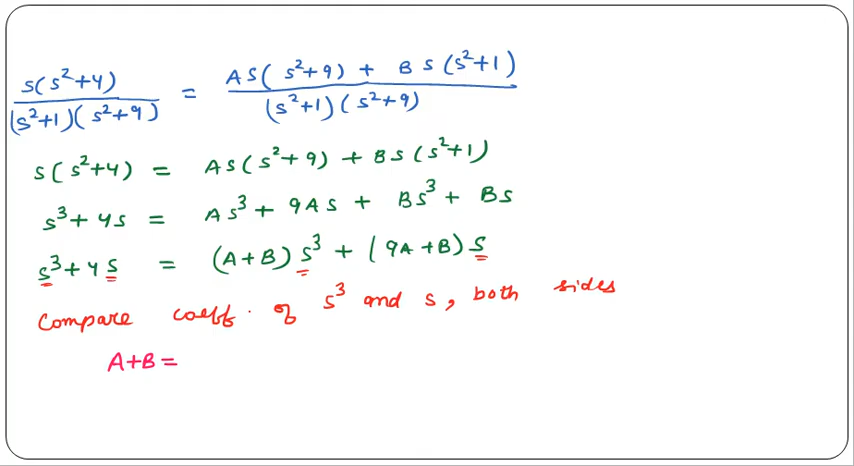 s(s²+4) / (s²+1)(s²+9) = AS(s²+9) + BS(s²+1) / (s²+1)(s²+9)
s(s²+4) = AS(s²+9) + BS(s²+1)
s³+4s = As³ + 9As + Bs³ + Bs
s³+4s = (A+B)s³ + (9A+B)s
Compare coeff. of s³ and s, both sides
A+B=